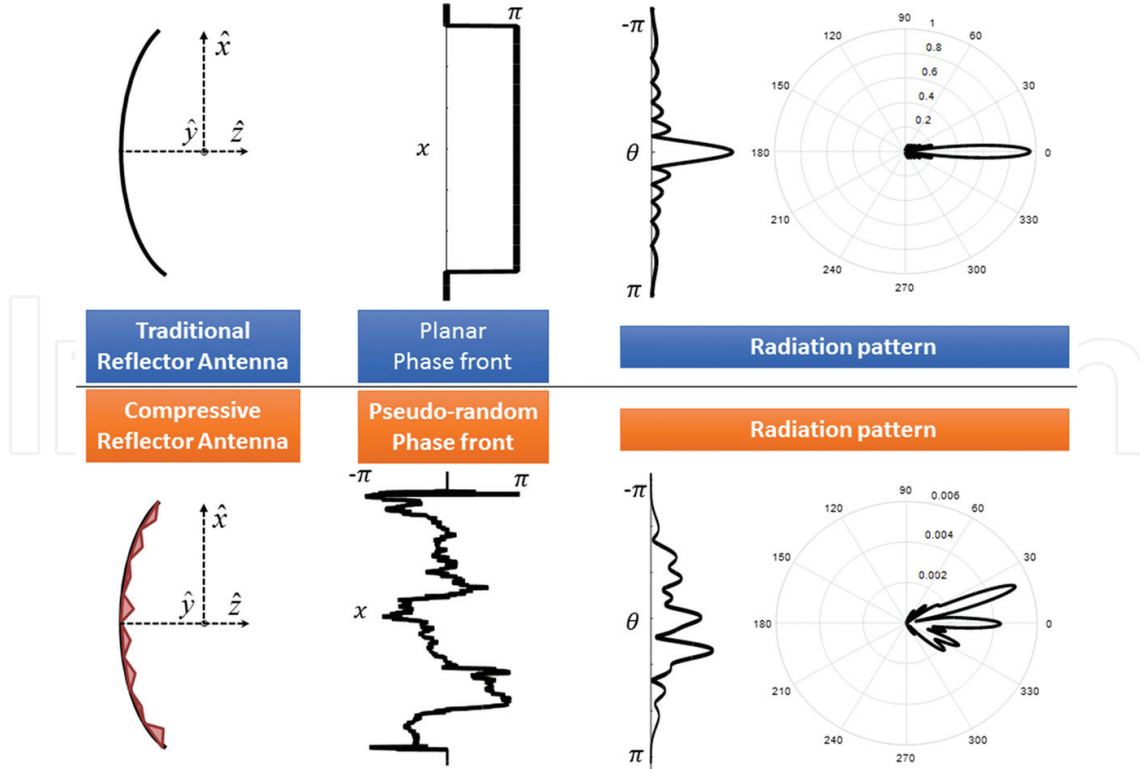 x̂
ŷ
ẑ
π
x
-π
θ
π
90
1
120
60
0.8
0.6
150
30
0.4
0.2
180
0
210
330
240
300
270
Traditional
Reflector Antenna
Planar
Phase front
Radiation pattern
Compressive
Reflector Antenna
Pseudo-random
Phase front
Radiation pattern
x̂
ŷ
ẑ
-π
π
x
-π
θ
π
90
0.006
120
60
0.004
150
30
0.002
180
0
210
330
240
300
270